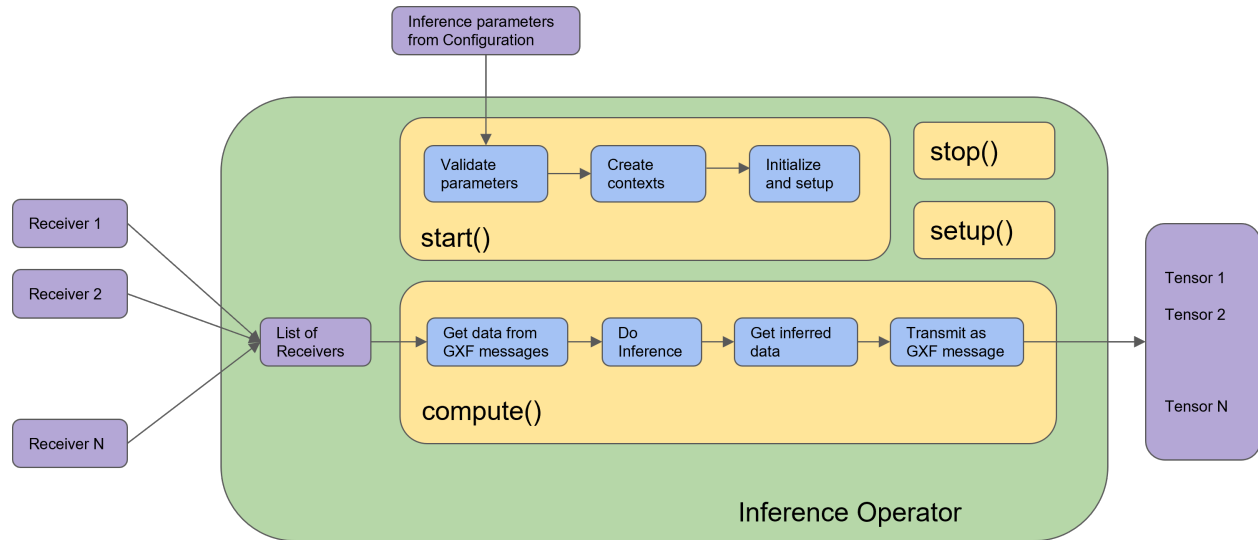 Inference parameters
from Configuration
Validate
parameters
Create
contexts
Initialize
and setup
start()
stop()
setup()
Receiver 1
Receiver 2
Receiver N
List of
Receivers
Get data from
GXF messages
Do
Inference
Get inferred
data
Transmit as
GXF message
compute()
Tensor 1
Tensor 2
Tensor N
Inference Operator